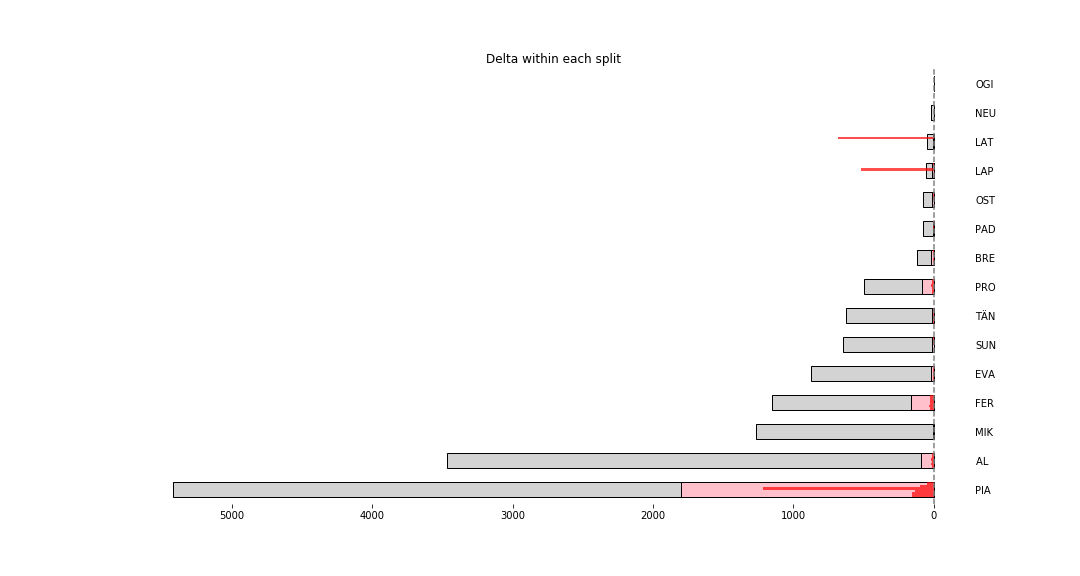 Delta within each split
OGI
NEU
LAT
LAP
OST
PAD
BRE
PRO
TÄN
SUN
EVA
FER
MIK
AL
PIA
5000 4000 3000 2000 1000 0